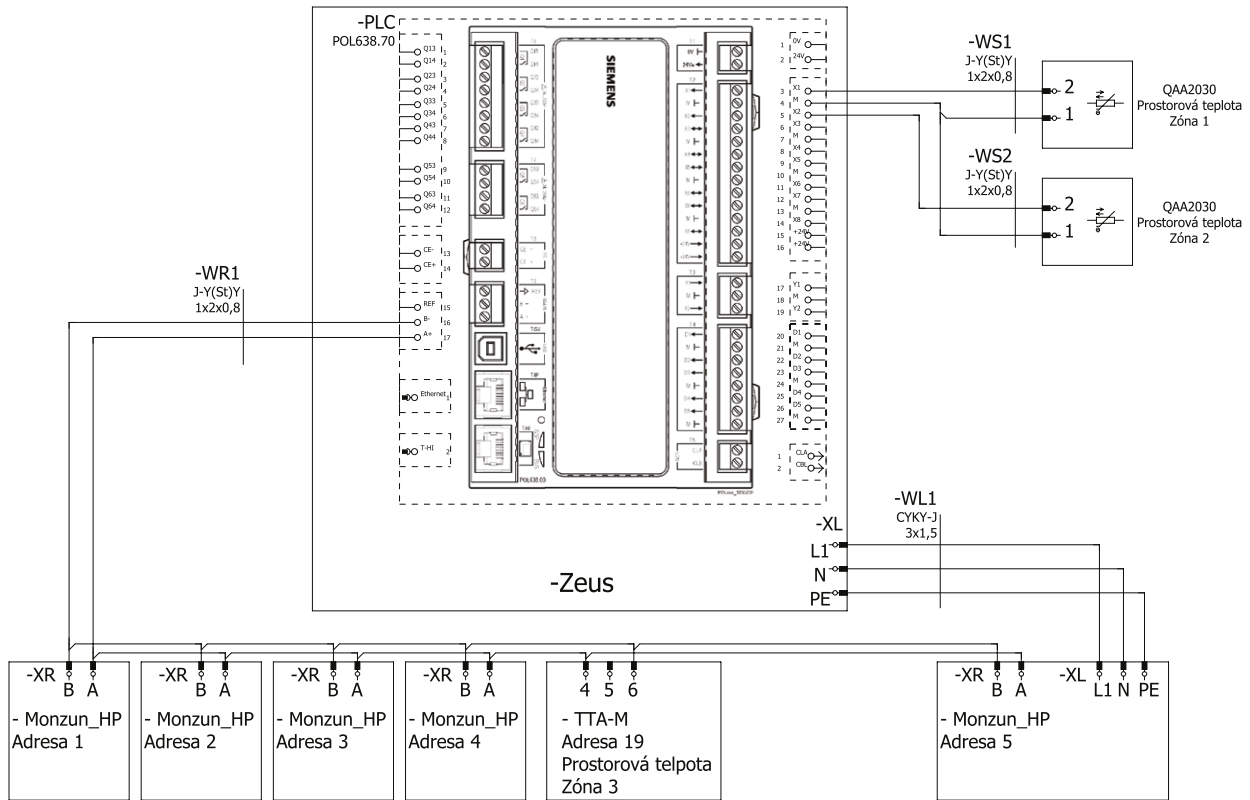 -PLC
POL638.70
Q13 1
Q14 2
Q23 3
Q24 4
Q33 5
Q34 6
Q43 7
Q44 8
Q53 9
Q54 10
Q63 11
Q64 12
CE- 13
CE+ 14
REF 15
B- 16
A+ 17
Ethernet 1
T-HI 2
SIEMENS
POL638.00
1 0V
2 24V
3 X1
4 M
5 X2
6 X3
7 M
8 X4
9 X5
10 M
11 X6
12 X7
13 M
14 X8
15 +24V
16 +24V
17 Y1
18 M
19 Y2
20 D1
21 M
22 D2
23 D3
24 M
25 D4
26 D5
27 M
1 CLA
2 CBL
-WS1
J-Y(St)Y
1x2x0,8
2
1
QAA2030
Prostorová teplota
Zóna 1
-WS2
J-Y(St)Y
1x2x0,8
2
1
QAA2030
Prostorová teplota
Zóna 2
-WR1
J-Y(St)Y
1x2x0,8
-WL1
CYKY-J
3x1,5
-XL
L1
N
PE
-Zeus
-XR B A
- Monzun_HP
Adresa 1
-XR B A
- Monzun_HP
Adresa 2
-XR B A
- Monzun_HP
Adresa 3
-XR B A
- Monzun_HP
Adresa 4
4 5 6
- TTA-M
Adresa 19
Prostorová telpota
Zóna 3
-XR B A -XL L1 N PE
- Monzun_HP
Adresa 5